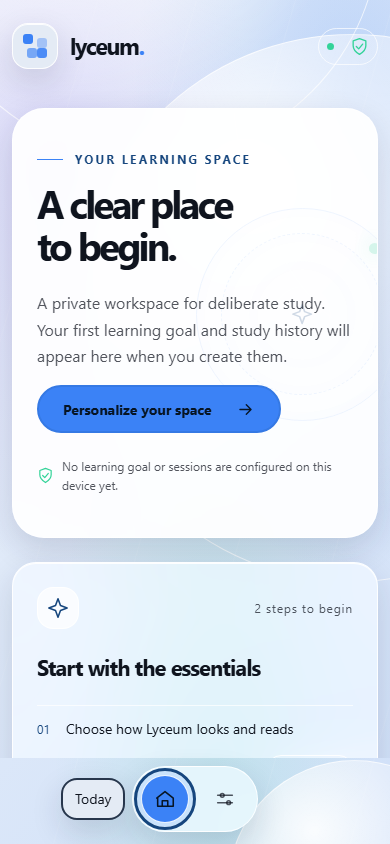 lyceum.
YOUR LEARNING SPACE
A clear place
to begin.
A private workspace for deliberate study.
Your first learning goal and study history will
appear here when you create them.
Personalize your space
No learning goal or sessions are configured on this
device yet.
2 steps to begin
Start with the essentials
01 Choose how Lyceum looks and reads
Today